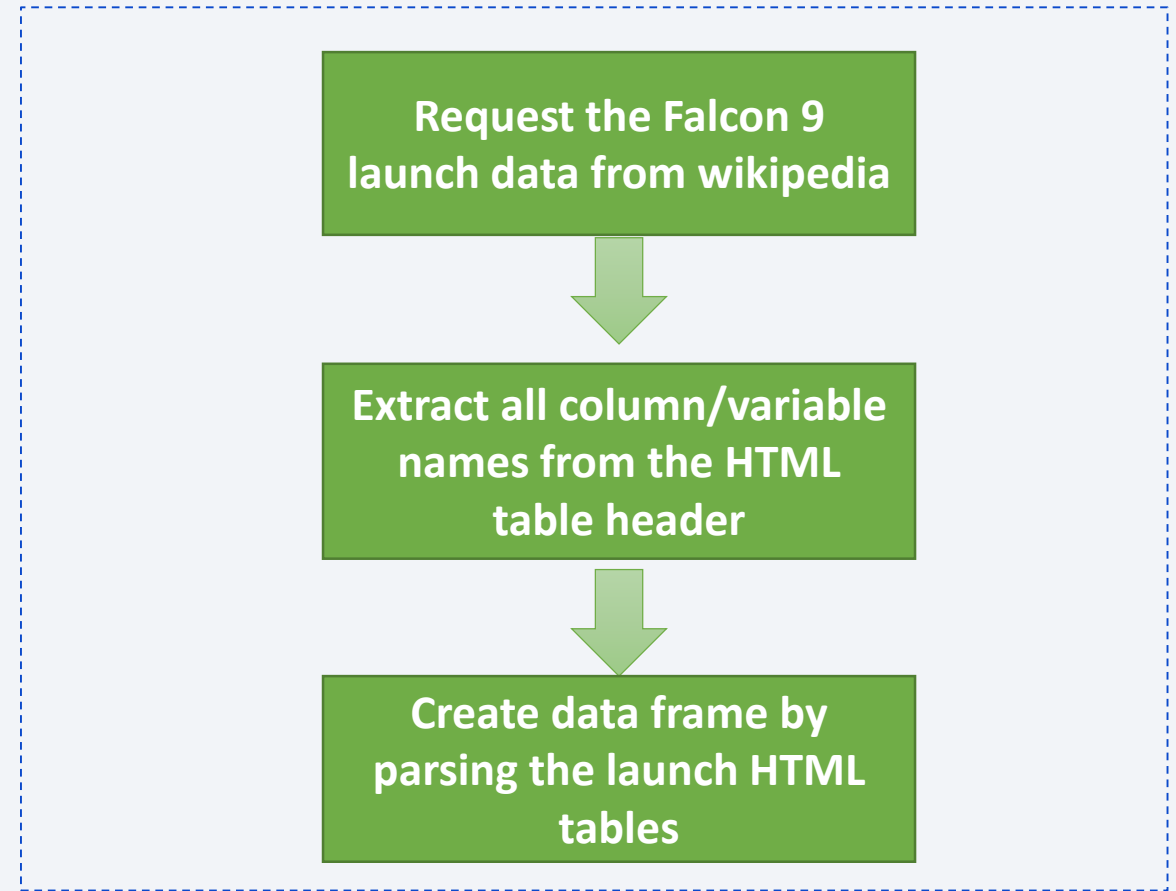 Request the Falcon 9
launch data from wikipedia
Extract all column/variable
names from the HTML
table header
Create data frame by
parsing the launch HTML
tables